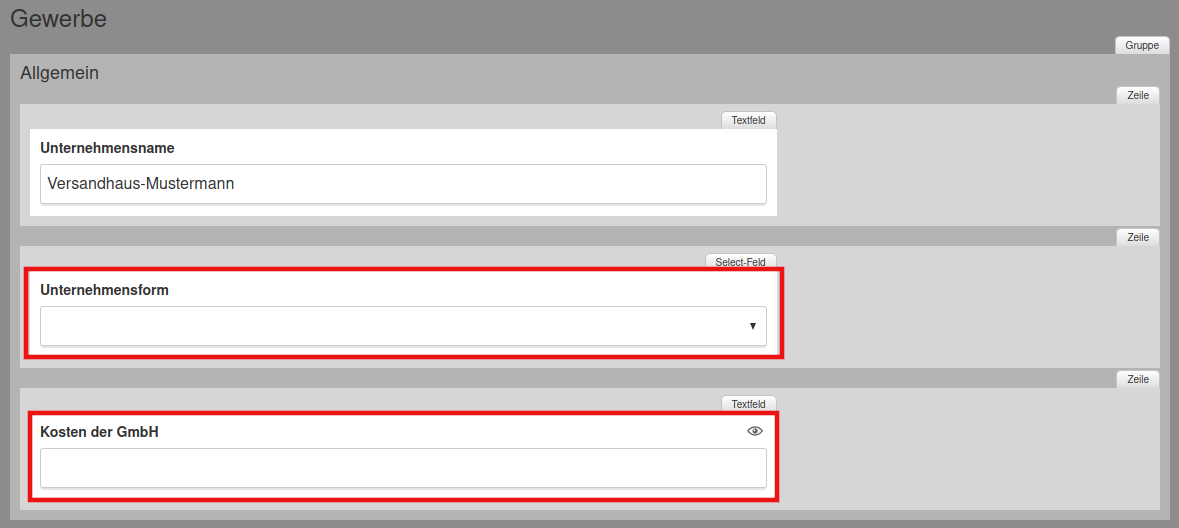 Gewerbe
Gruppe
Allgemein
Zeile
Textfeld
Unternehmensname
Versandhaus-Mustermann
Zeile
Select-Feld
Unternehmensform
Zeile
Textfeld
Kosten der GmbH